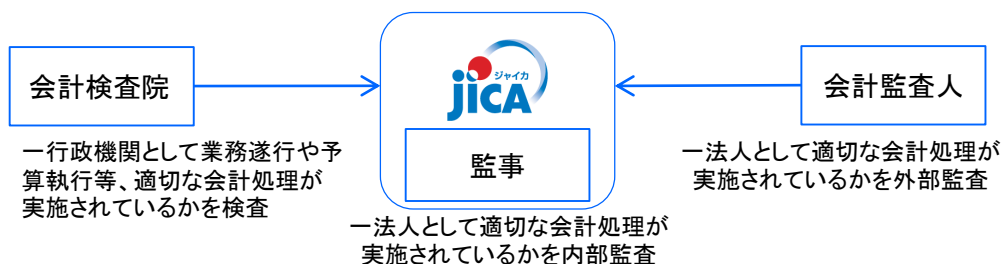 会計検査院
一行政機関として業務遂行や予
算執行等、適切な会計処理が
実施されているかを検査
ジャイカ
jICA
監事
一法人として適切な会計処理が
実施されているかを内部監査
会計監査人
一法人として適切な会計処理が
実施されているかを外部監査